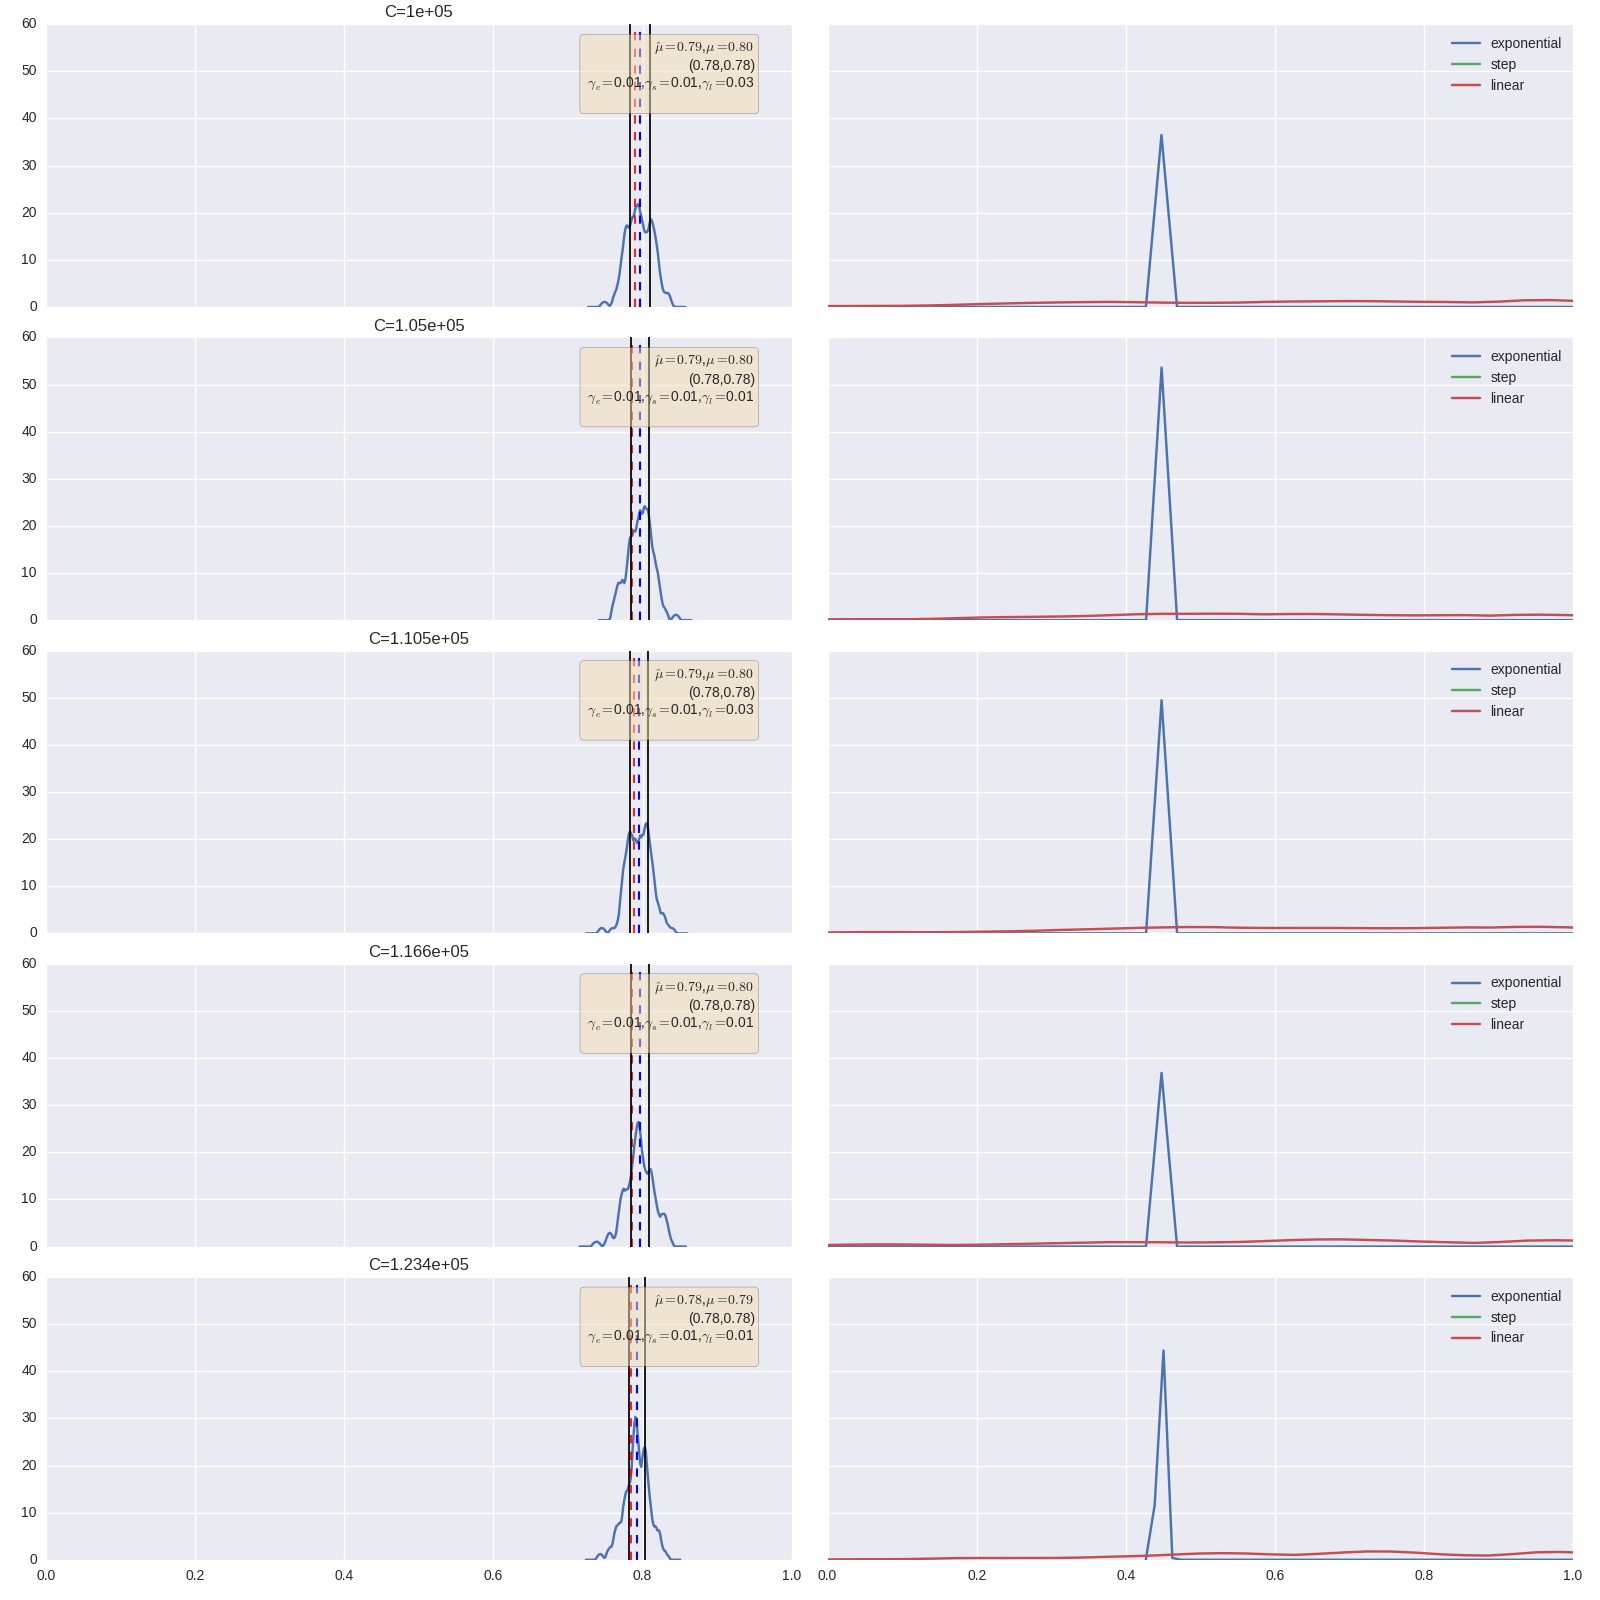 C=1e+05
60
50
40
30
20
10
0
μ̂=0.79,μ=0.80
(0.78,0.78)
γₑ=0.01,γₛ=0.01,γₗ=0.03
exponential
step
linear
C=1.05e+05
60
50
40
30
20
10
0
μ̂=0.79,μ=0.80
(0.78,0.78)
γₑ=0.01,γₛ=0.01,γₗ=0.01
exponential
step
linear
C=1.105e+05
60
50
40
30
20
10
0
μ̂=0.79,μ=0.80
(0.78,0.78)
γₑ=0.01,γₛ=0.01,γₗ=0.03
exponential
step
linear
C=1.166e+05
60
50
40
30
20
10
0
μ̂=0.79,μ=0.80
(0.78,0.78)
γₑ=0.01,γₛ=0.01,γₗ=0.01
exponential
step
linear
C=1.234e+05
60
50
40
30
20
10
0
μ̂=0.78,μ=0.79
(0.78,0.78)
γₑ=0.01,γₛ=0.01,γₗ=0.01
exponential
step
linear
0.0 0.2 0.4 0.6 0.8 1.0
0.0 0.2 0.4 0.6 0.8 1.0